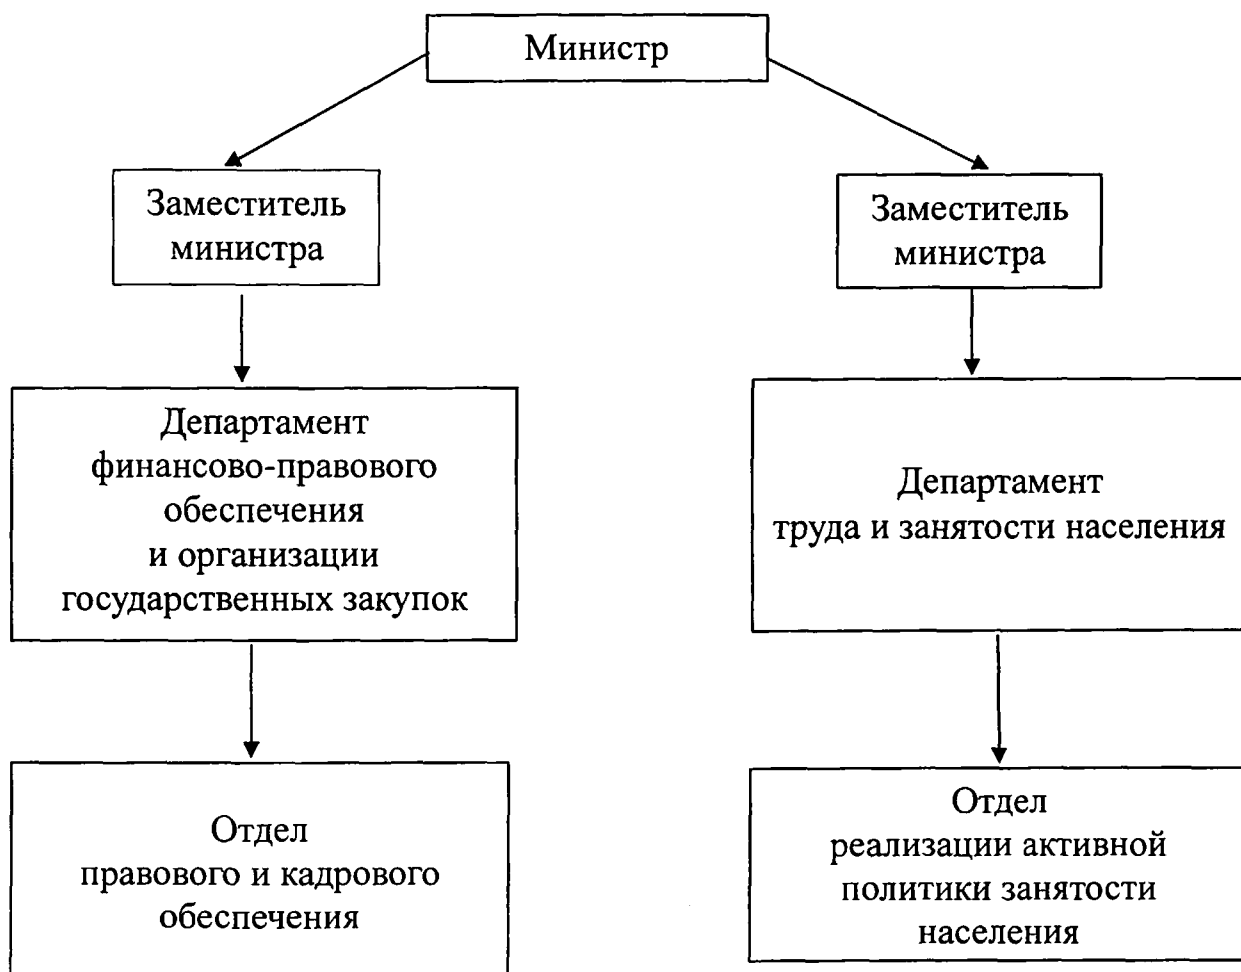 Министр
Заместитель
министра
Заместитель
министра
Департамент
финансово-правового
обеспечения
и организации
государственных закупок
Департамент
труда и занятости населения
Отдел
правового и кадрового
обеспечения
Отдел
реализации активной
политики занятости
населения